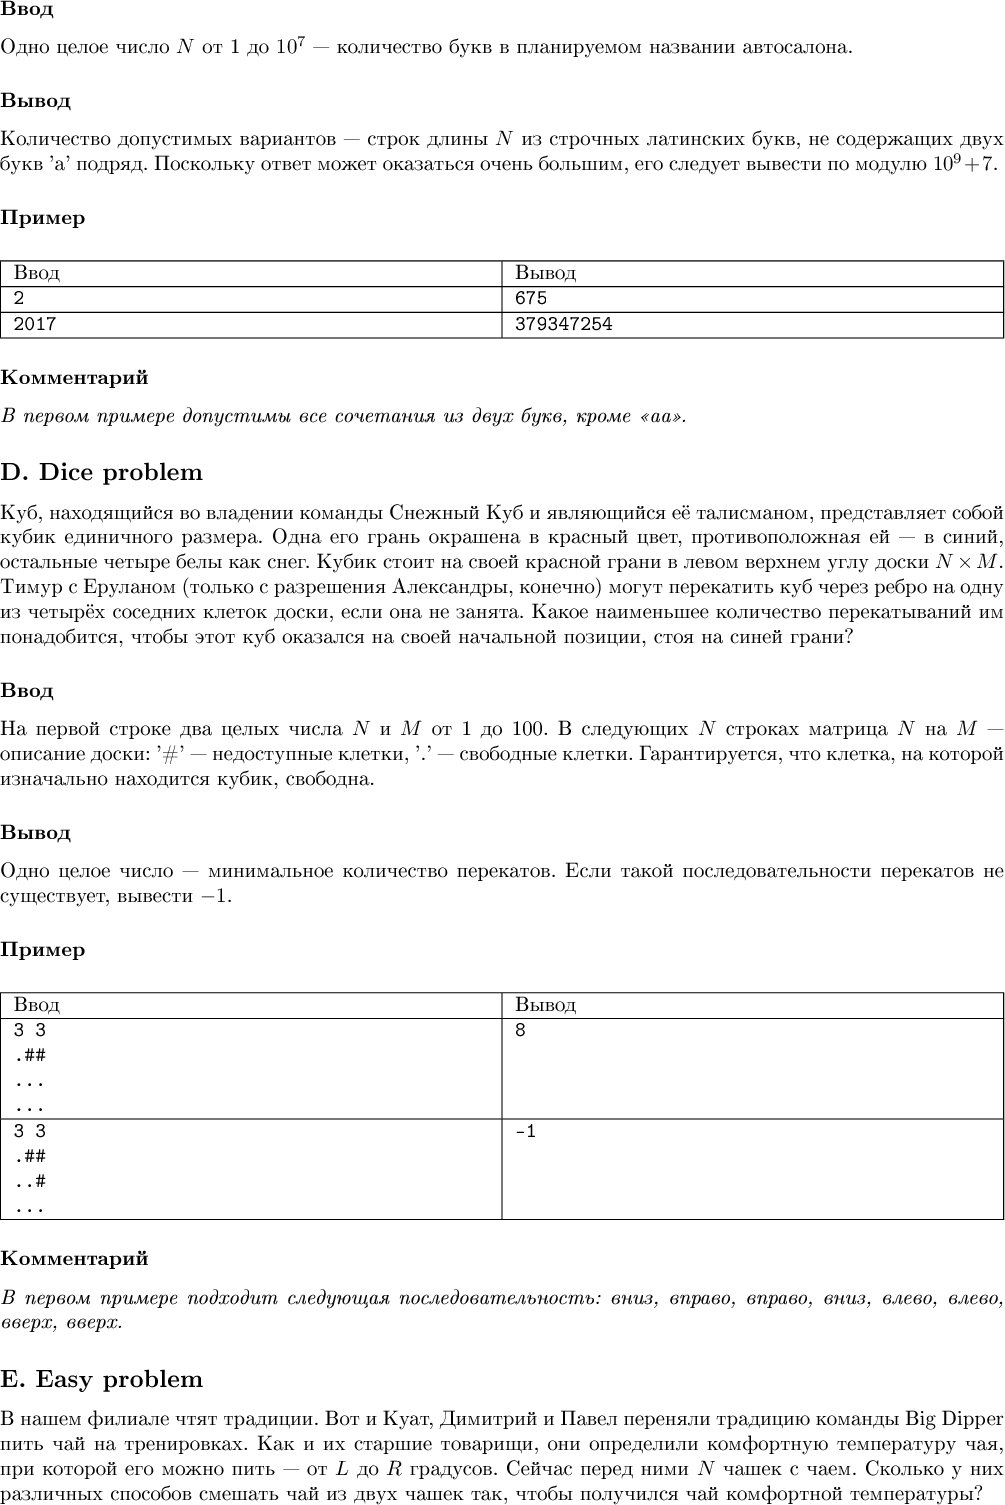 Ввод
Одно целое число N от 1 до 10⁷ — количество букв в планируемом названии автосалона.
Вывод
Количество допустимых вариантов — строк длины N из строчных латинских букв, не содержащих двух
букв ’a’ подряд. Поскольку ответ может оказаться очень большим, его следует вывести по модулю 10⁹+7.
Пример
Ввод Вывод
2 675
2017 379347254
Комментарий
В первом примере допустимы все сочетания из двух букв, кроме «aa».
D. Dice problem
Куб, находящийся во владении команды Снежный Куб и являющийся её талисманом, представляет собой
кубик единичного размера. Одна его грань окрашена в красный цвет, противоположная ей — в синий,
остальные четыре белы как снег. Кубик стоит на своей красной грани в левом верхнем углу доски N × M.
Тимур с Еруланом (только с разрешения Александры, конечно) могут перекатить куб через ребро на одну
из четырёх соседних клеток доски, если она не занята. Какое наименьшее количество перекатываний им
понадобится, чтобы этот куб оказался на своей начальной позиции, стоя на синей грани?
Ввод
На первой строке два целых числа N и M от 1 до 100. В следующих N строках матрица N на M —
описание доски: ’#’ — недоступные клетки, ’.’ — свободные клетки. Гарантируется, что клетка, на которой
изначально находится кубик, свободна.
Вывод
Одно целое число — минимальное количество перекатов. Если такой последовательности перекатов не
существует, вывести −1.
Пример
Ввод Вывод
3 3 8
.##
...
...
3 3 -1
.##
..#
...
Комментарий
В первом примере подходит следующая последовательность: вниз, вправо, вправо, вниз, влево, влево,
вверх, вверх.
E. Easy problem
В нашем филиале чтят традиции. Вот и Куат, Димитрий и Павел переняли традицию команды Big Dipper
пить чай на тренировках. Как и их старшие товарищи, они определили комфортную температуру чая,
при которой его можно пить — от L до R градусов. Сейчас перед ними N чашек с чаем. Сколько у них
различных способов смешать чай из двух чашек так, чтобы получился чай комфортной температуры?